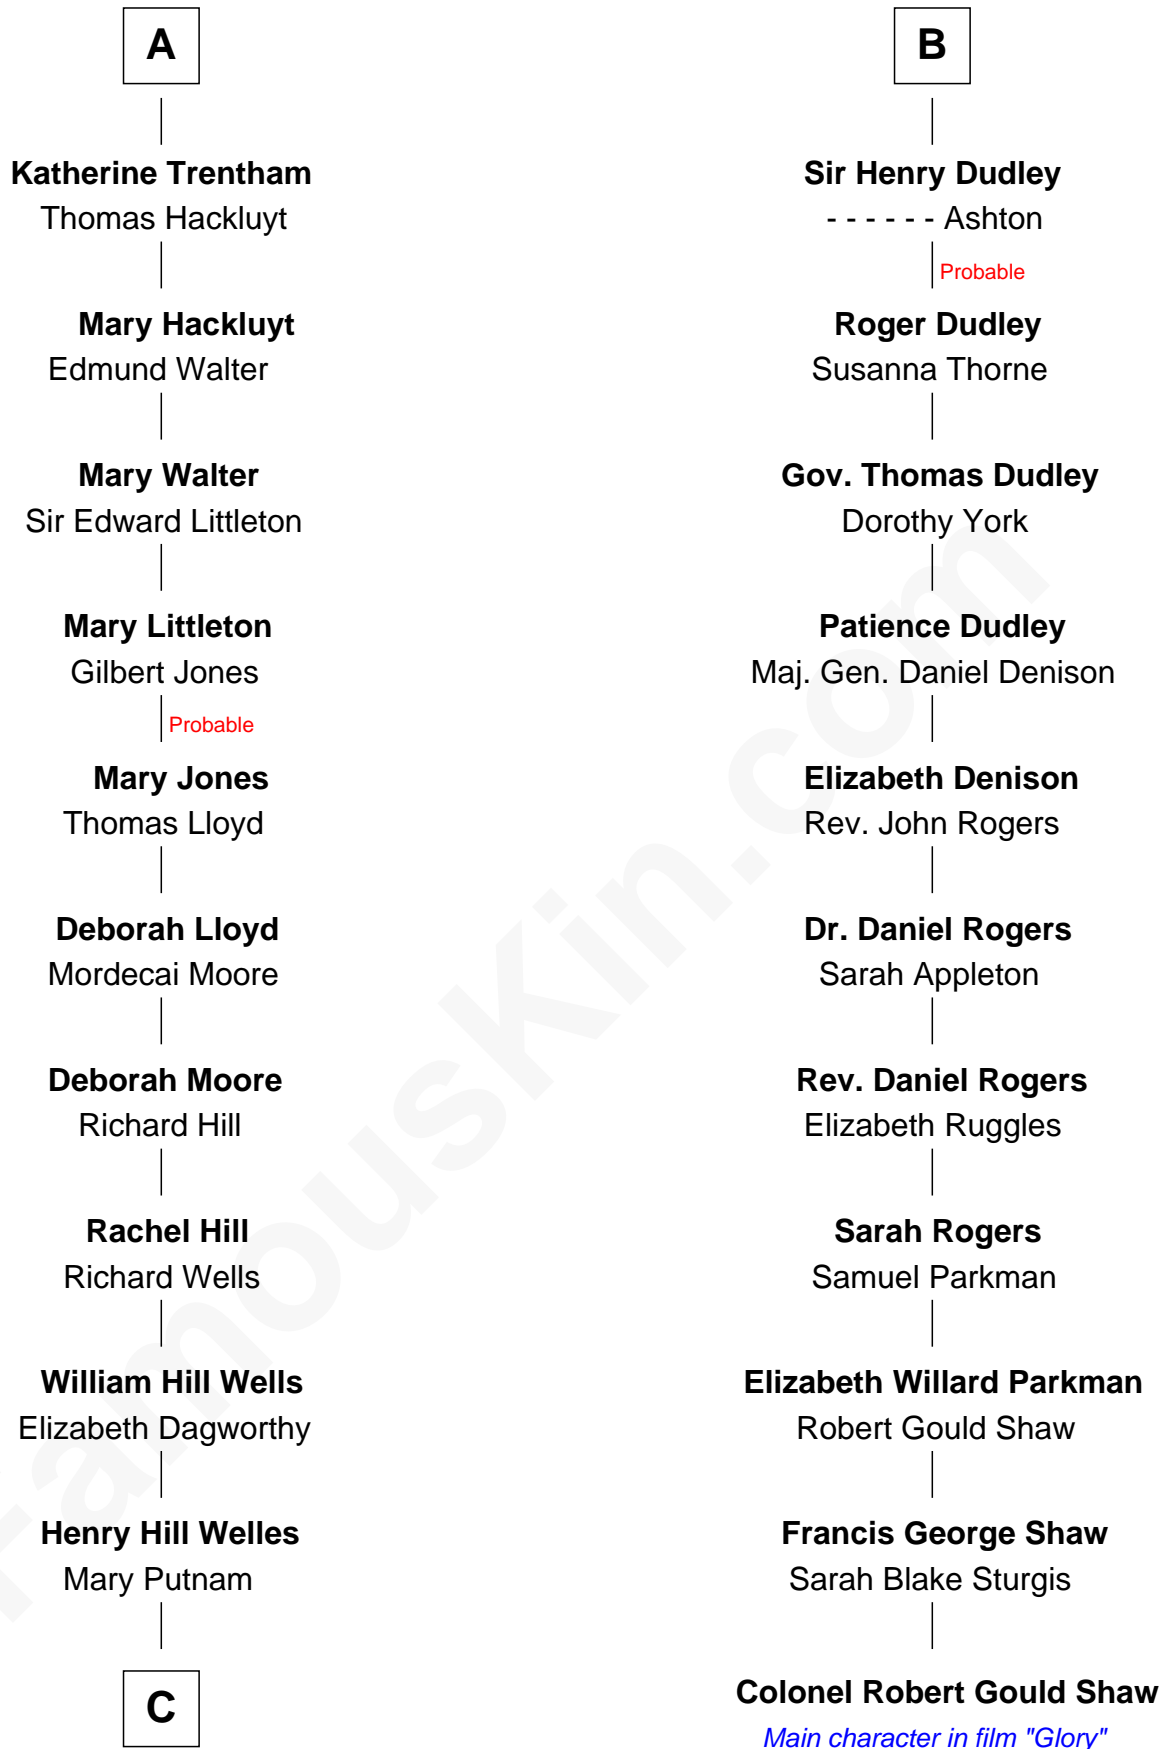 A
Katherine Trentham
Thomas Hackluyt
Mary Hackluyt
Edmund Walter
Mary Walter
Sir Edward Littleton
Mary Littleton
Gilbert Jones
Probable
Mary Jones
Thomas Lloyd
Deborah Lloyd
Mordecai Moore
Deborah Moore
Richard Hill
Rachel Hill
Richard Wells
William Hill Wells
Elizabeth Dagworthy
Henry Hill Welles
Mary Putnam
C
B
Sir Henry Dudley
- - - - - - Ashton
Probable
Roger Dudley
Susanna Thorne
Gov. Thomas Dudley
Dorothy York
Patience Dudley
Maj. Gen. Daniel Denison
Elizabeth Denison
Rev. John Rogers
Dr. Daniel Rogers
Sarah Appleton
Rev. Daniel Rogers
Elizabeth Ruggles
Sarah Rogers
Samuel Parkman
Elizabeth Willard Parkman
Robert Gould Shaw
Francis George Shaw
Sarah Blake Sturgis
Colonel Robert Gould Shaw
Main character in film "Glory"
FamousKin.com